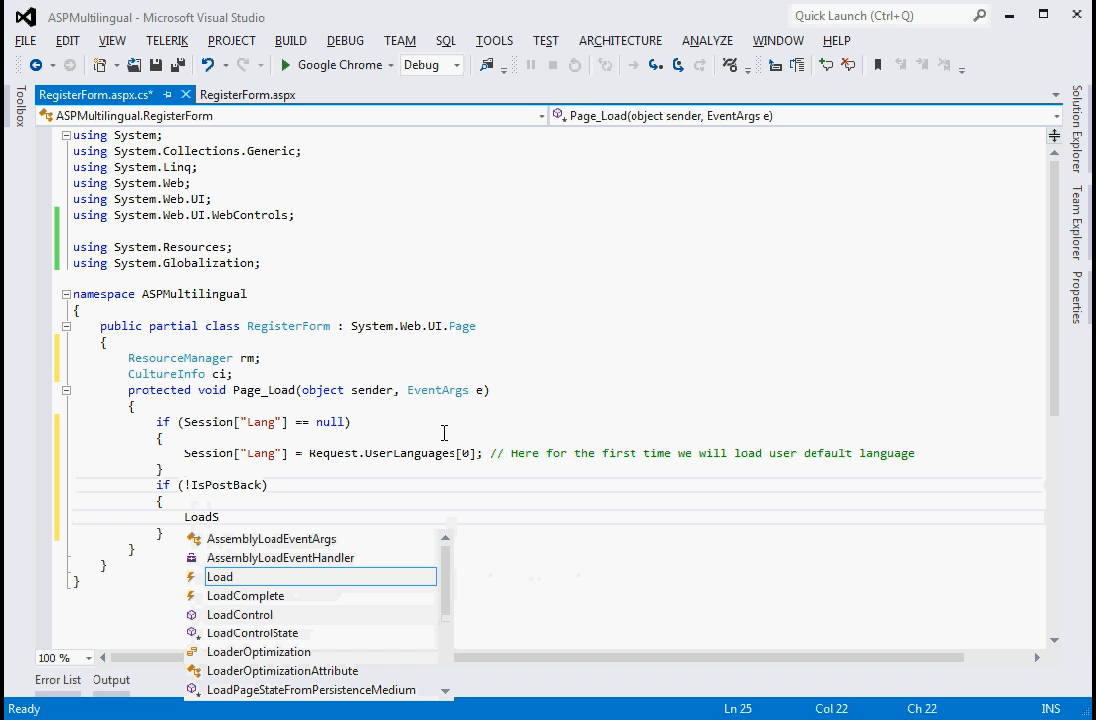 ASPMultilingual - Microsoft Visual Studio
Quick Launch (Ctrl+Q)
FILE EDIT VIEW TELERIK PROJECT BUILD DEBUG TEAM SQL TOOLS TEST ARCHITECTURE ANALYZE WINDOW HELP
Google Chrome Debug
RegisterForm.aspx.cs* RegisterForm.aspx
ASPMultilingual.RegisterForm Page_Load(object sender, EventArgs e)
using System;
using System.Collections.Generic;
using System.Linq;
using System.Web;
using System.Web.UI;
using System.Web.UI.WebControls;
using System.Resources;
using System.Globalization;
namespace ASPMultilingual
{
public partial class RegisterForm : System.Web.UI.Page
{
ResourceManager rm;
CultureInfo ci;
protected void Page_Load(object sender, EventArgs e)
{
if (Session["Lang"] == null)
{
Session["Lang"] = Request.UserLanguages[0]; // Here for the first time we will load user default language
}
if (!IsPostBack)
{
LoadS
}
}
}
}
AssemblyLoadEventArgs
AssemblyLoadEventHandler
Load
LoadComplete
LoadControl
LoadControlState
LoaderOptimization
LoaderOptimizationAttribute
LoadPageStateFromPersistenceMedium
100 %
Error List Output
Ready Ln 25 Col 22 Ch 22 INS
Toolbox
Solution Explorer
Team Explorer
Properties